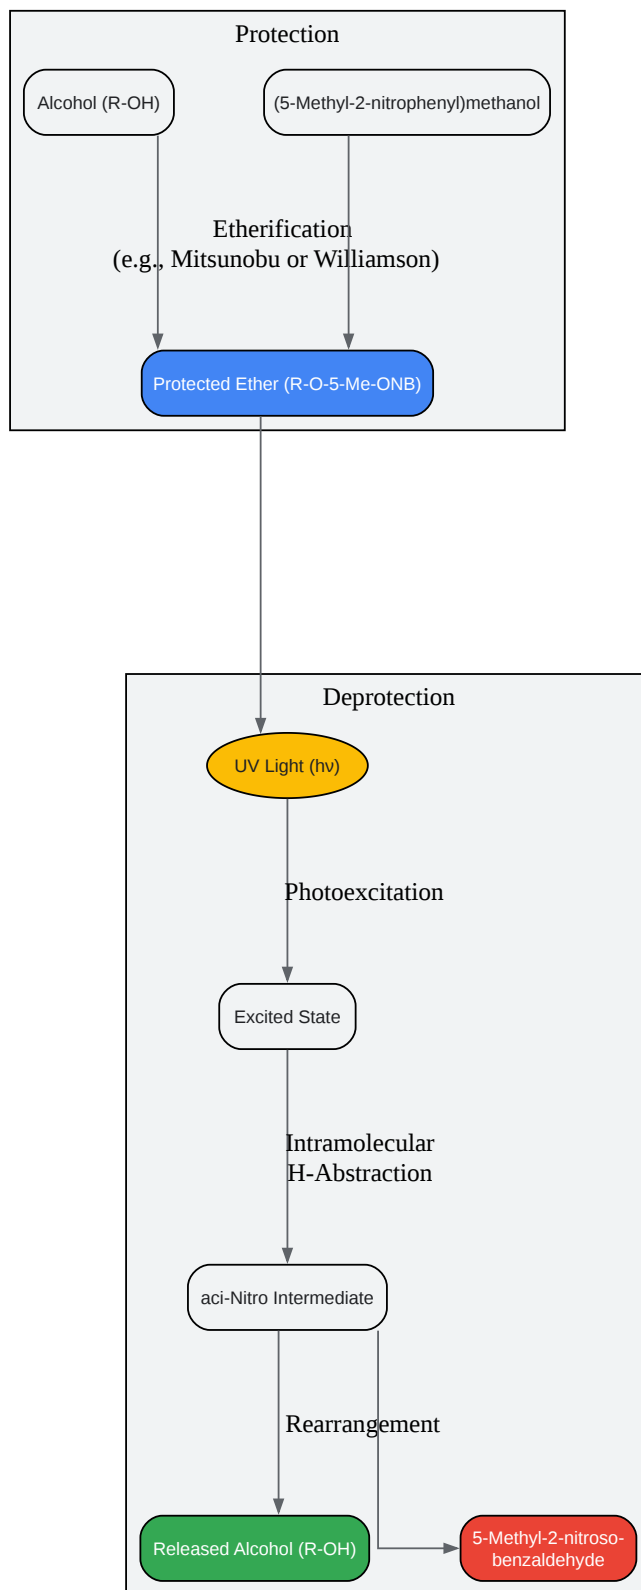 Protection
Alcohol (R-OH)
(5-Methyl-2-nitrophenyl)methanol
Etherification
(e.g., Mitsunobu or Williamson)
Protected Ether (R-O-5-Me-ONB)
Deprotection
UV Light (hν)
Photoexcitation
Excited State
Intramolecular
H-Abstraction
aci-Nitro Intermediate
Rearrangement
Released Alcohol (R-OH)
5-Methyl-2-nitroso-
benzaldehyde